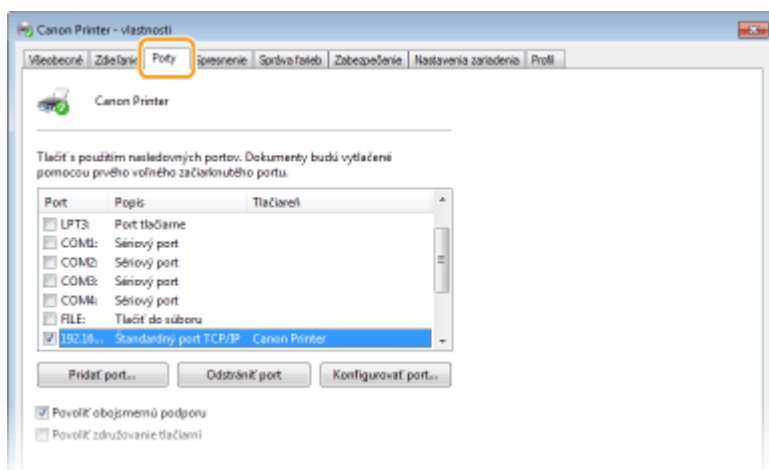 Canon Printer - vlastnosti
Všeobecné Zdieľanie Porty Spresnenie Správa farieb Zabezpečenie Nastavenia zariadenia Profil
Canon Printer
Tlačiť s použitím nasledovných portov. Dokumenty budú vytlačené
pomocou prvého voľného začiarknutého portu.
Port Popis Tlačiareň
LPT3: Port tlačiarne
COM1: Sériový port
COM2: Sériový port
COM3: Sériový port
COM4: Sériový port
FILE: Tlačiť do súboru
192.16... Štandardný port TCP/IP Canon Printer
Pridať port... Odstrániť port Konfigurovať port...
Povoliť obojsmernú podporu
Povoliť združovanie tlačiarní